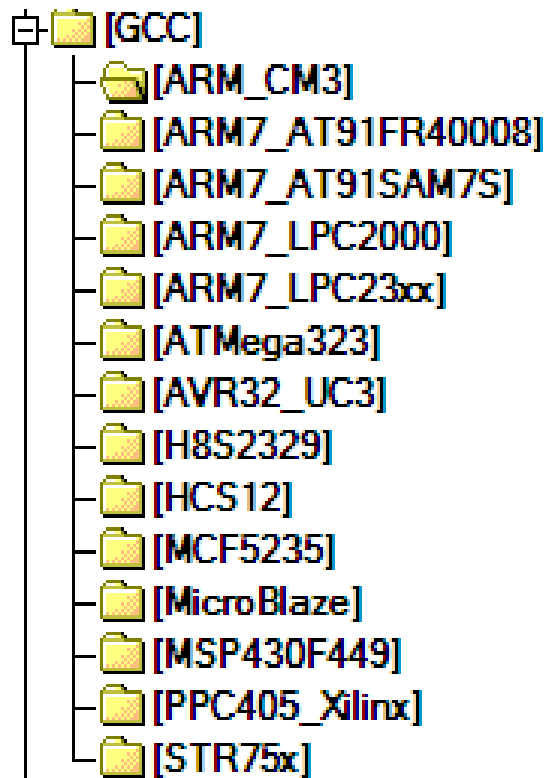 [GCC]
[ARM_CM3]
[ARM7_AT91FR40008]
[ARM7_AT91SAM7S]
[ARM7_LPC2000]
[ARM7_LPC23xx]
[ATMega323]
[AVR32_UC3]
[H8S2329]
[HCS12]
[MCF5235]
[MicroBlaze]
[MSP430F449]
[PPC405_Xilinx]
[STR75x]